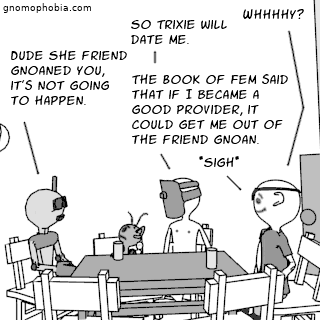 gnomophobia.com
WHHHHY?
SO TRIXIE WILL
DATE ME.
DUDE SHE FRIEND
GNOANED YOU,
IT'S NOT GOING
TO HAPPEN.
THE BOOK OF FEM SAID
THAT IF I BECAME A
GOOD PROVIDER, IT
COULD GET ME OUT OF
THE FRIEND GNOAN.
*SIGH*